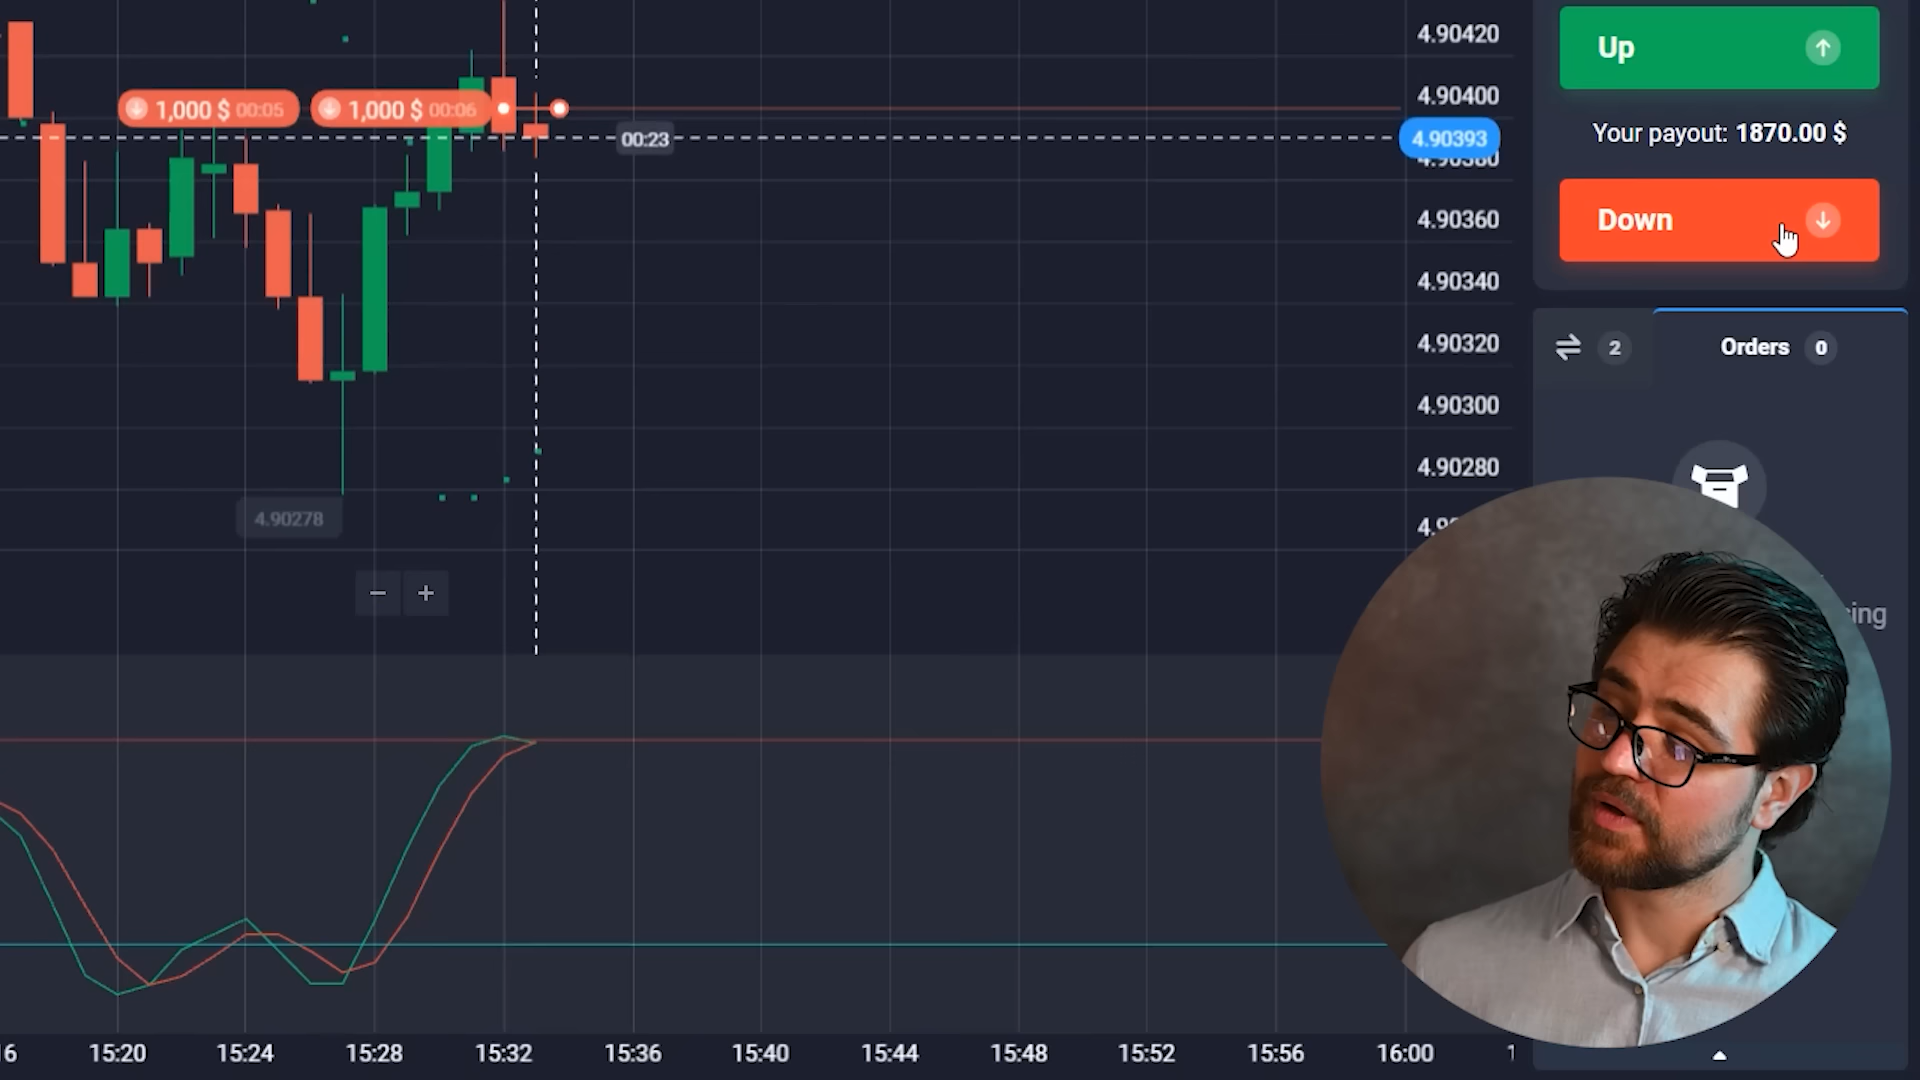 4.90420
Up
4.90400
1,000 $ 00:05
1,000 $ 00:06
00:23
4.90393
Your payout: 1870.00 $
4.90380
4.90360
Down
4.90340
4.90320
2
Orders 0
4.90300
4.90280
4.90278
− +
ing
16 15:20 15:24 15:28 15:32 15:36 15:40 15:44 15:48 15:52 15:56 16:00 1